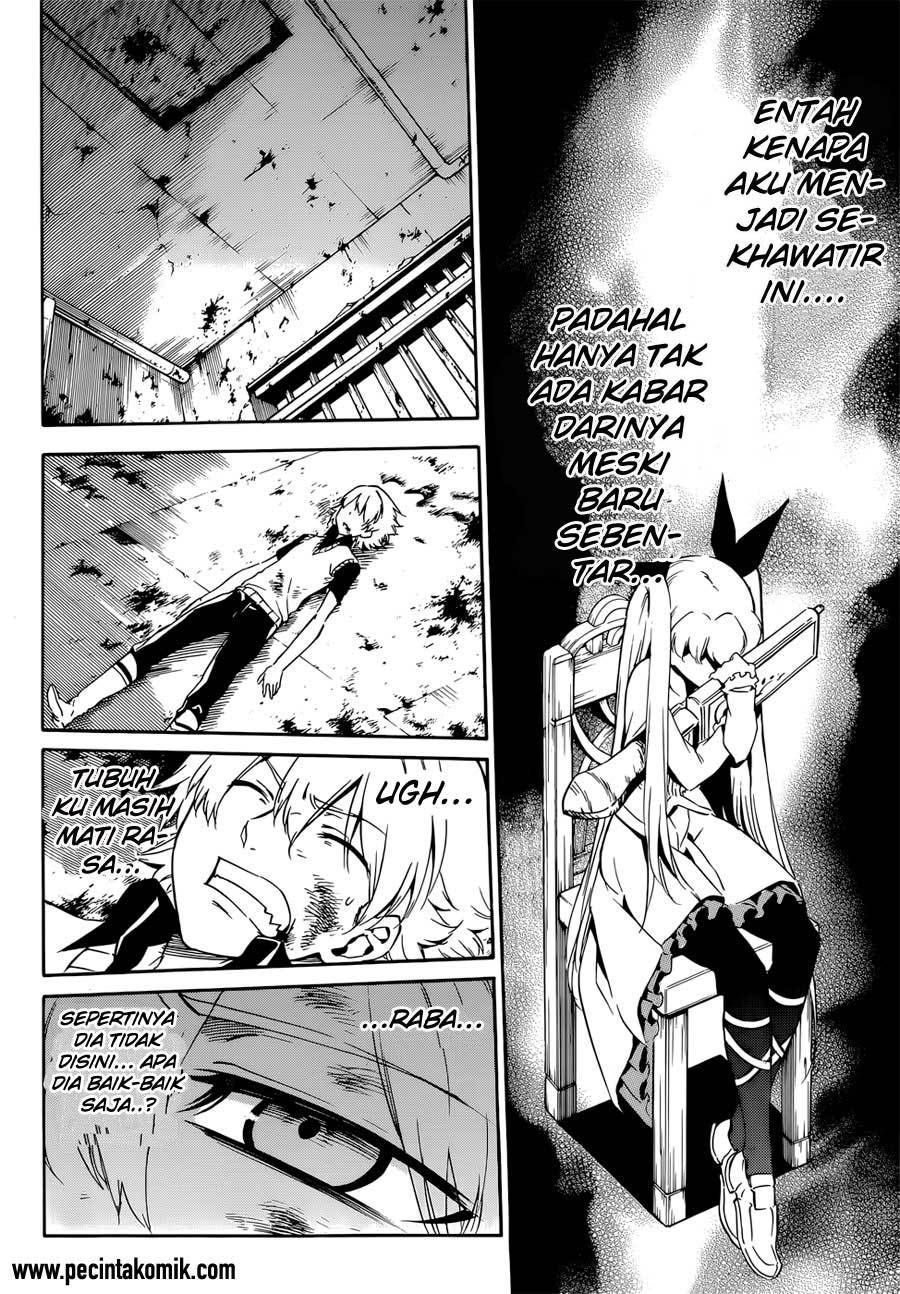 ENTAH
KENAPA
AKU MEN-
JADI SE-
KHAWATIR
INI....
PADAHAL
HANYA TAK
ADA KABAR
DARINYA
MESKI
BARU
SEBEN-
TAR...
UGH...
TUBUH
KU MASIH
MATI RA-
SA...
...RABA...
SEPERTINYA
DIA TIDAK
DISINI... APA
DIA BAIK-BAIK
SAJA..?
www.pecintakomik.com